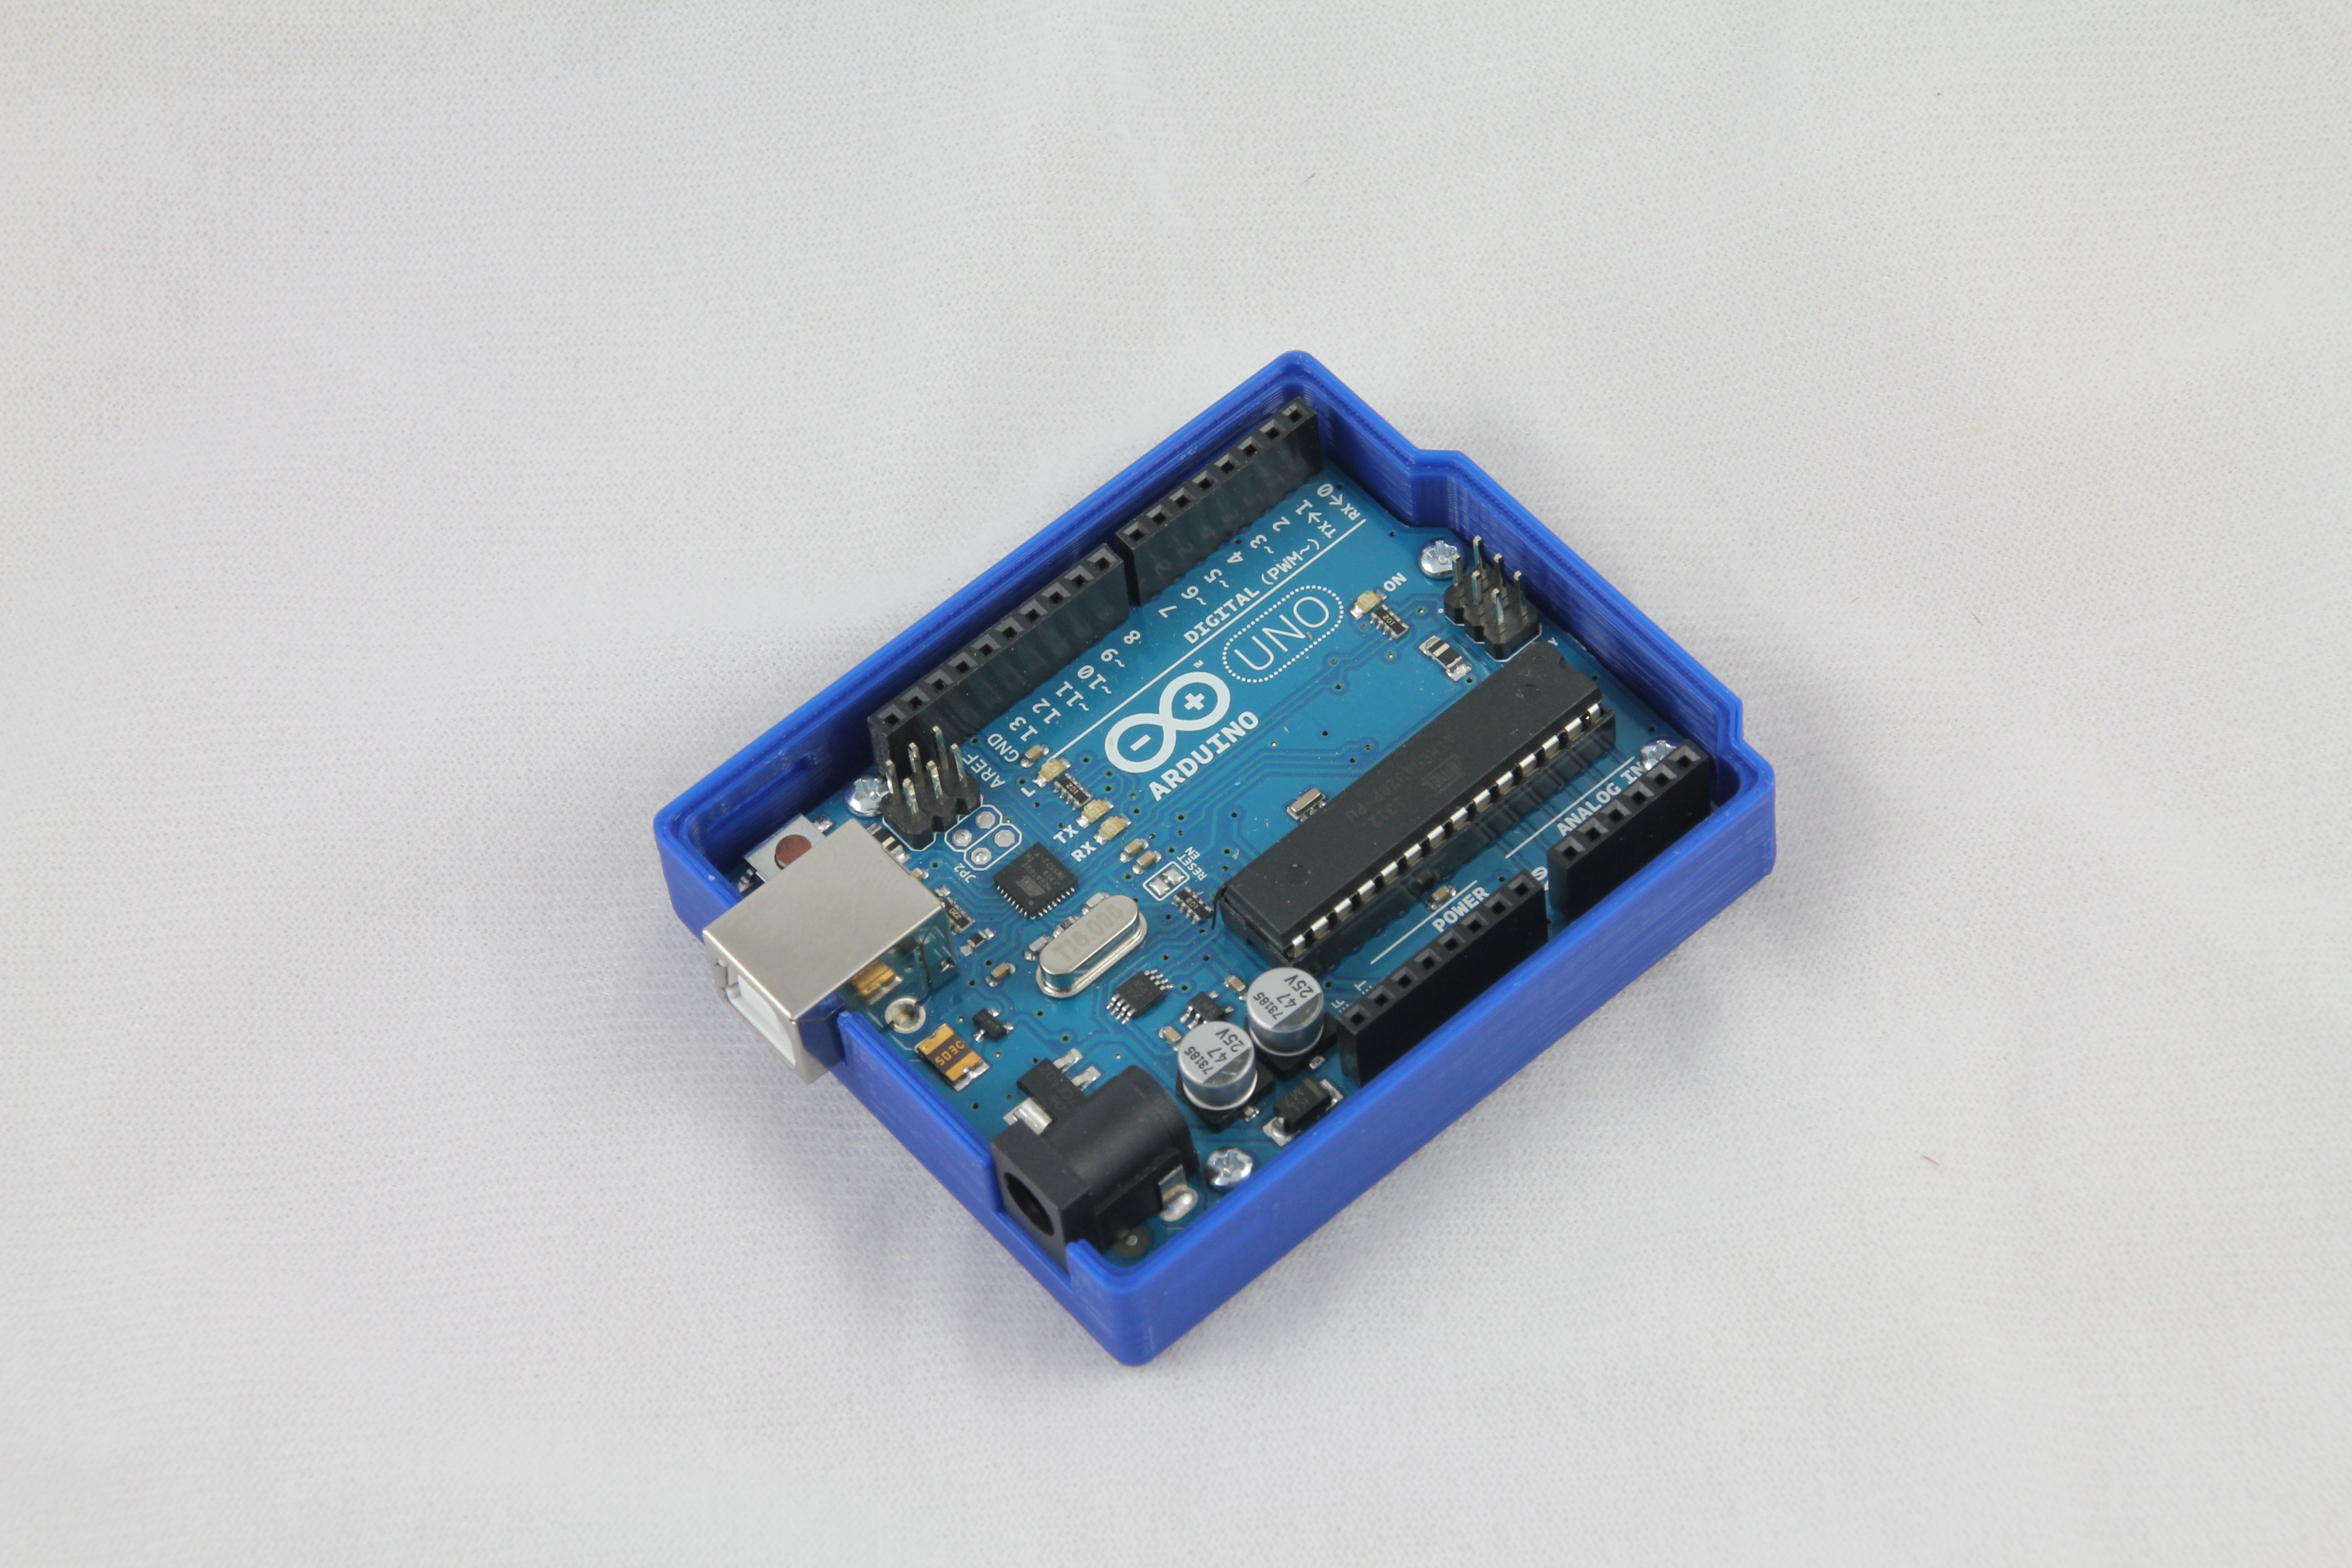 RX←0
TX→1
2
~3
4
~5
~6
7
8
~9
~10
~11
12
13
GND
AREF
DIGITAL (PWM~)
UNO
™
ARDUINO
ON
L
TX
RX
JP2
RESET
EN
ANALOG IN
POWER
47
25V
47
25V